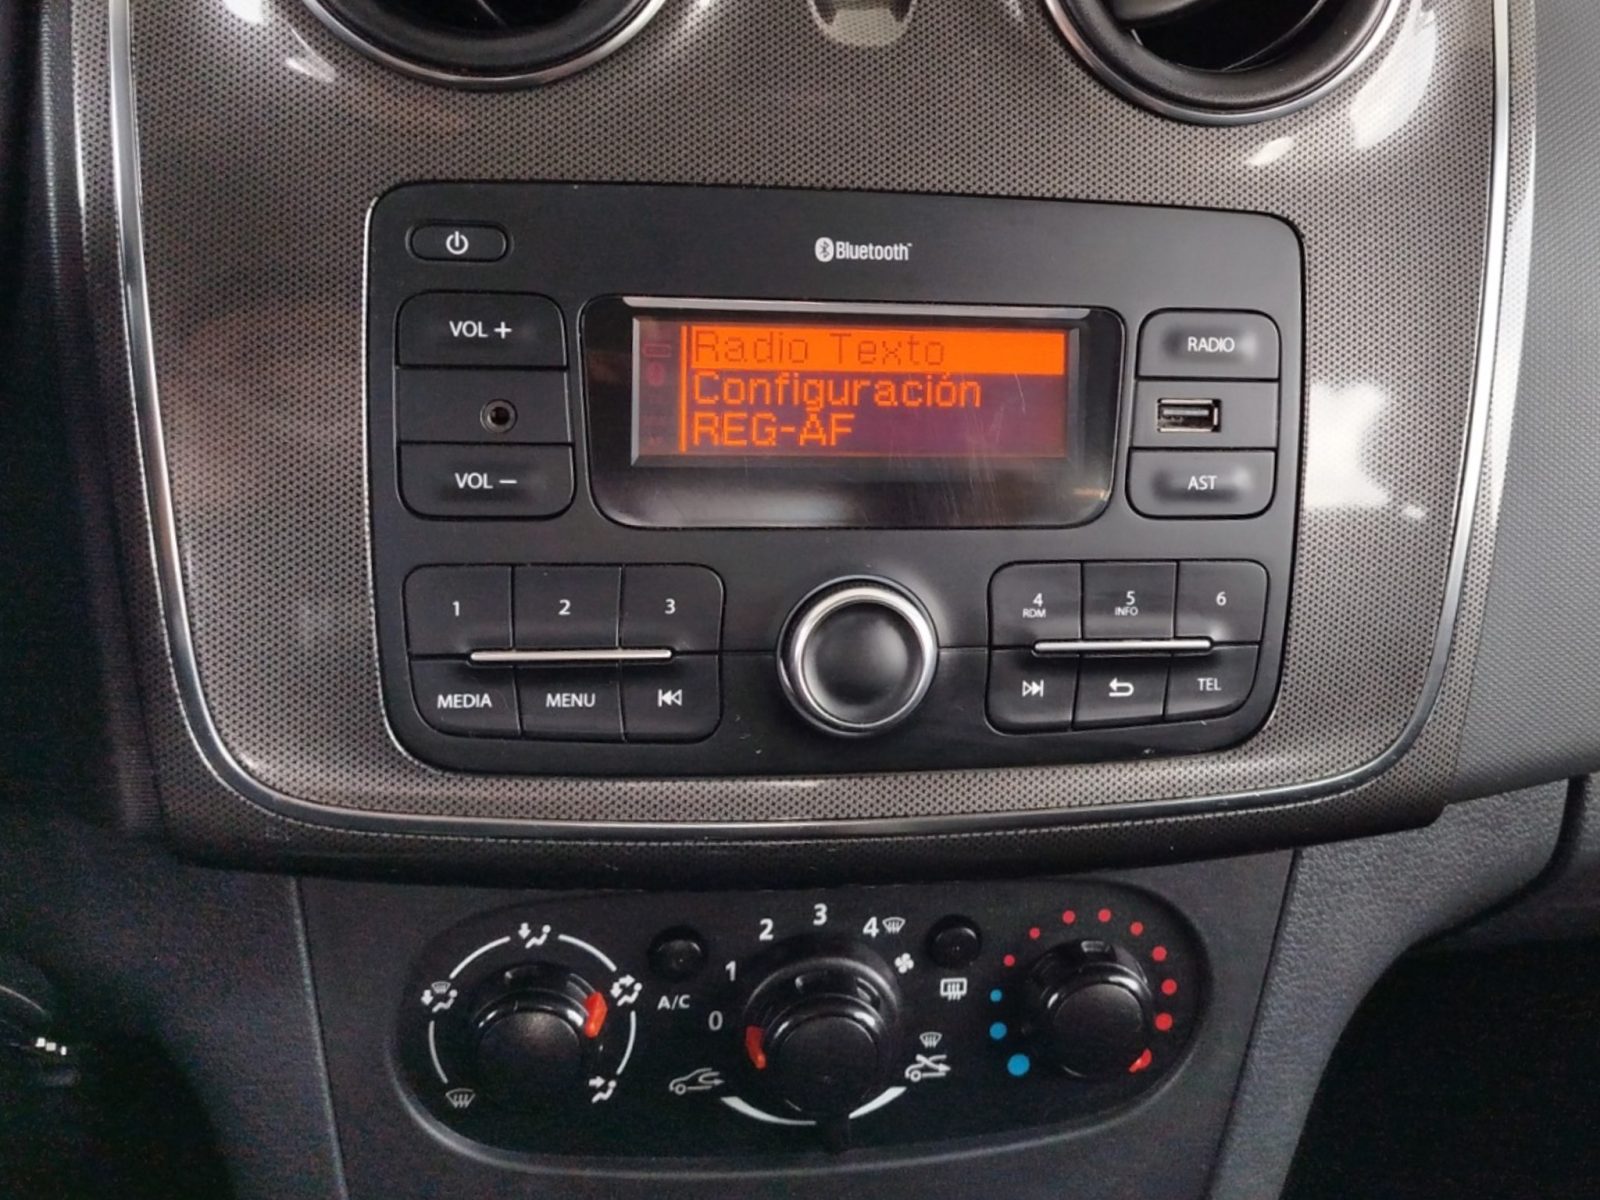 Bluetooth
VOL +
VOL −
Radio Texto
Configuración
REG-AF
RADIO
AST
1 2 3
MEDIA MENU
4 5 6
RDM INFO
TEL
0 1 2 3 4
A/C